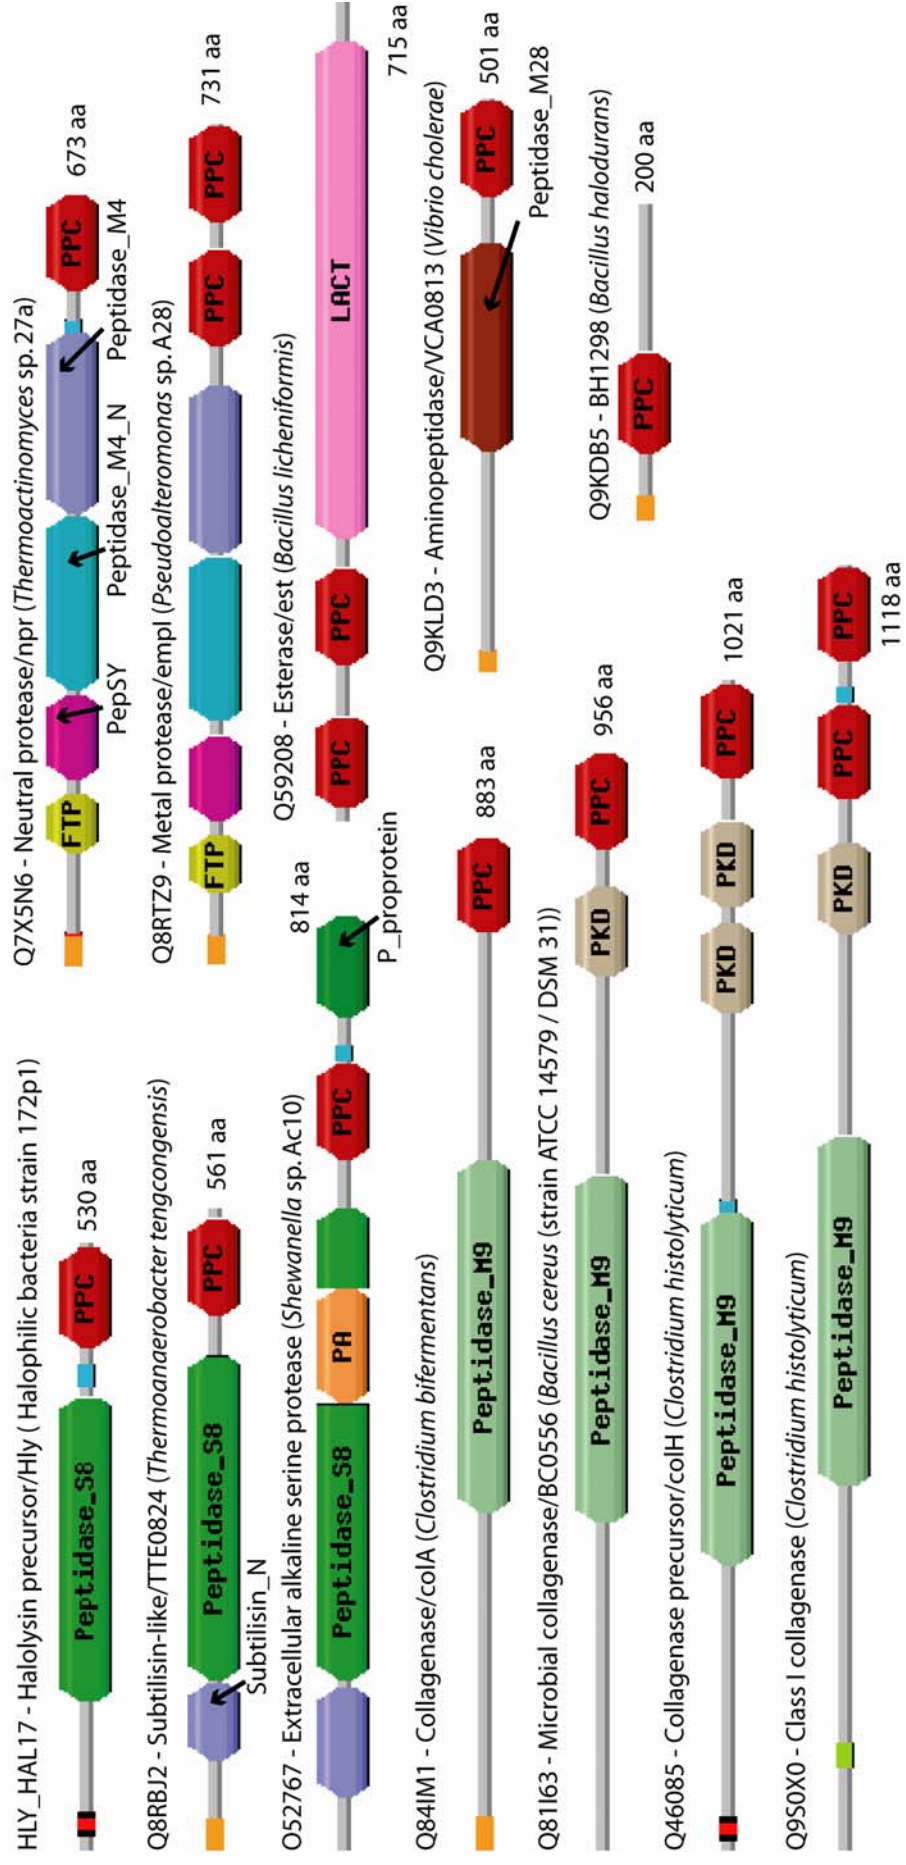 HLY_HAL17 - Halolysin precursor/Hly ( Halophilic bacteria strain 172p1)
530 aa
Peptidase_S8
PPC
Q8RBJ2 - Subtilisin-like/TTE0824 (Thermoanaerobacter tengcongensis)
561 aa
Peptidase_S8
PPC
Subtilisin_N
O52767 - Extracellular alkaline serine protease (Shewanella sp. Ac10)
814 aa
Peptidase_S8
PA
PPC
P_proprotein
Q84IM1 - Collagenase/colA (Clostridium bifermentans)
883 aa
Peptidase_M9
PPC
Q81I63 - Microbial collagenase/BC0556 (Bacillus cereus (strain ATCC 14579 / DSM 31))
956 aa
Peptidase_M9
PKD
PPC
Q46085 - Collagenase precursor/colH (Clostridium histolyticum)
1021 aa
Peptidase_M9
PKD
PKD
PPC
Q9S0X0 - Class I collagenase (Clostridium histolyticum)
Peptidase_M9
PKD
PPC
PPC
1118 aa
Q7X5N6 - Neutral protease/npr (Thermoactinomyces sp. 27a)
673 aa
FTP
PPC
PepSY
Peptidase_M4_N
Peptidase_M4
Q8RTZ9 - Metal protease/empl (Pseudoalteromonas sp. A28)
731 aa
FTP
PPC
PPC
Q59208 - Esterase/est (Bacillus licheniformis)
PPC
PPC
LACT
715 aa
Q9KLD3 - Aminopeptidase/VCA0813 (Vibrio cholerae)
501 aa
PPC
Peptidase_M28
Q9KDB5 - BH1298 (Bacillus halodurans)
200 aa
PPC